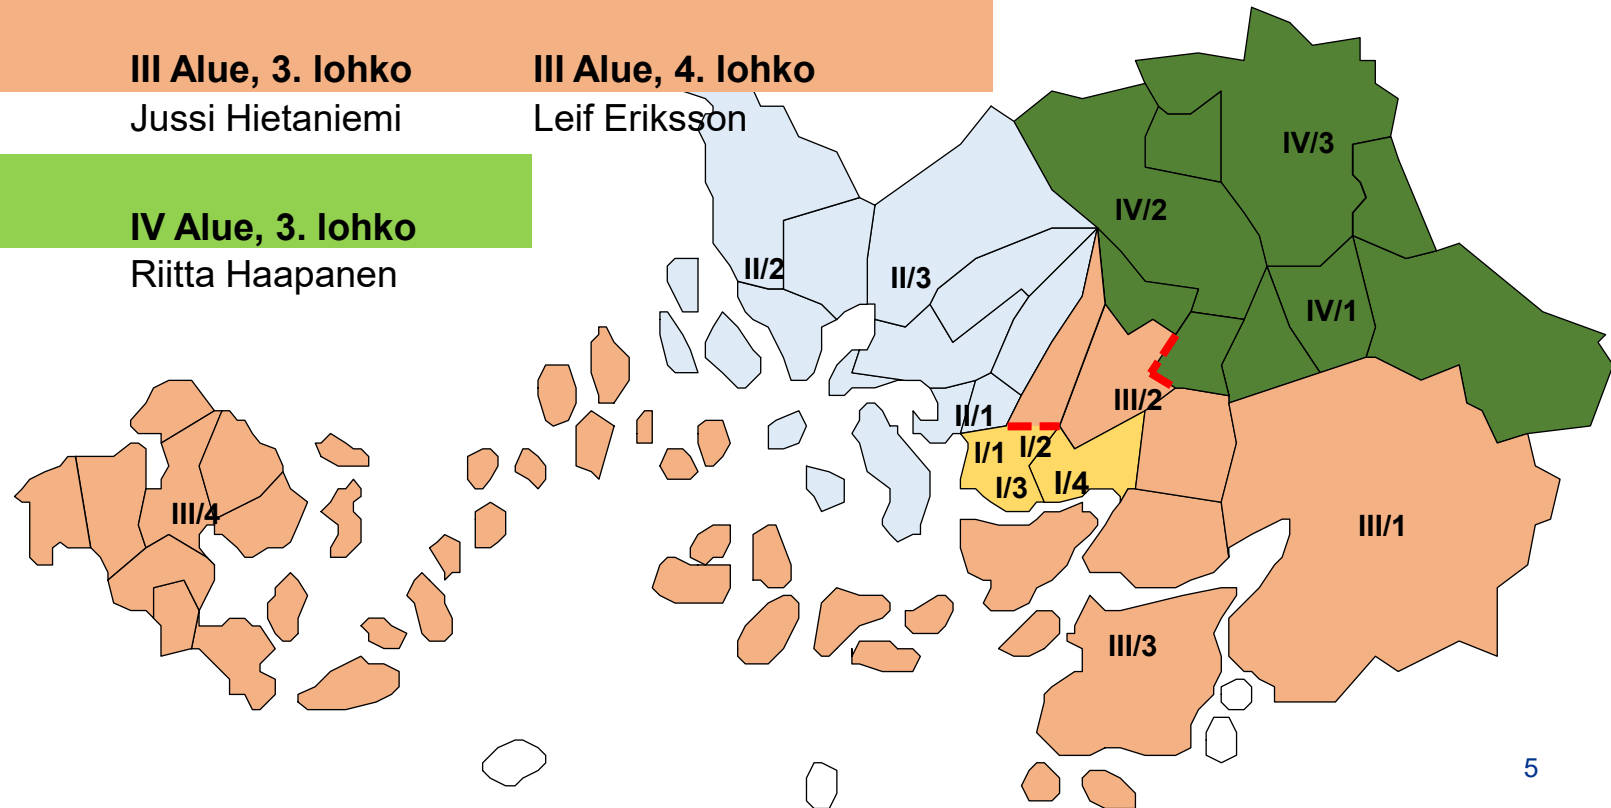 III Alue, 3. lohko
III Alue, 4. lohko
Jussi Hietaniemi
Leif Eriksson
IV Alue, 3. lohko
Riitta Haapanen
IV/3
IV/2
II/2
II/3
IV/1
III/2
II/1
I/1
I/2
I/3
I/4
III/4
III/1
III/3
5